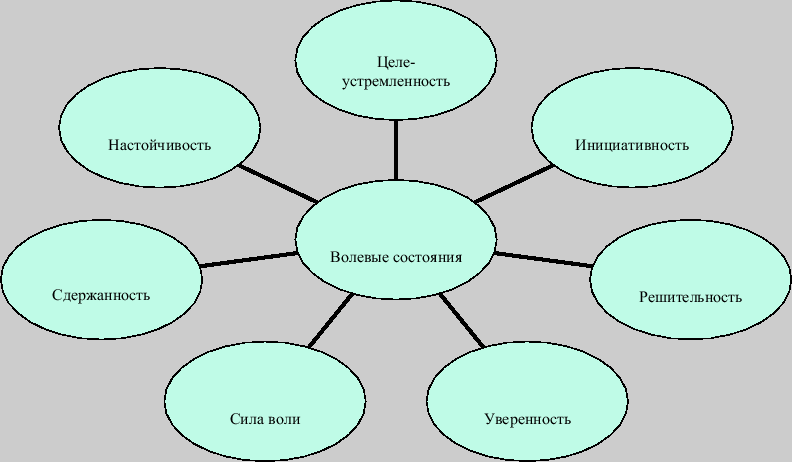 Целе-
устремленность
Настойчивость
Инициативность
Волевые состояния
Сдержанность
Решительность
Сила воли
Уверенность